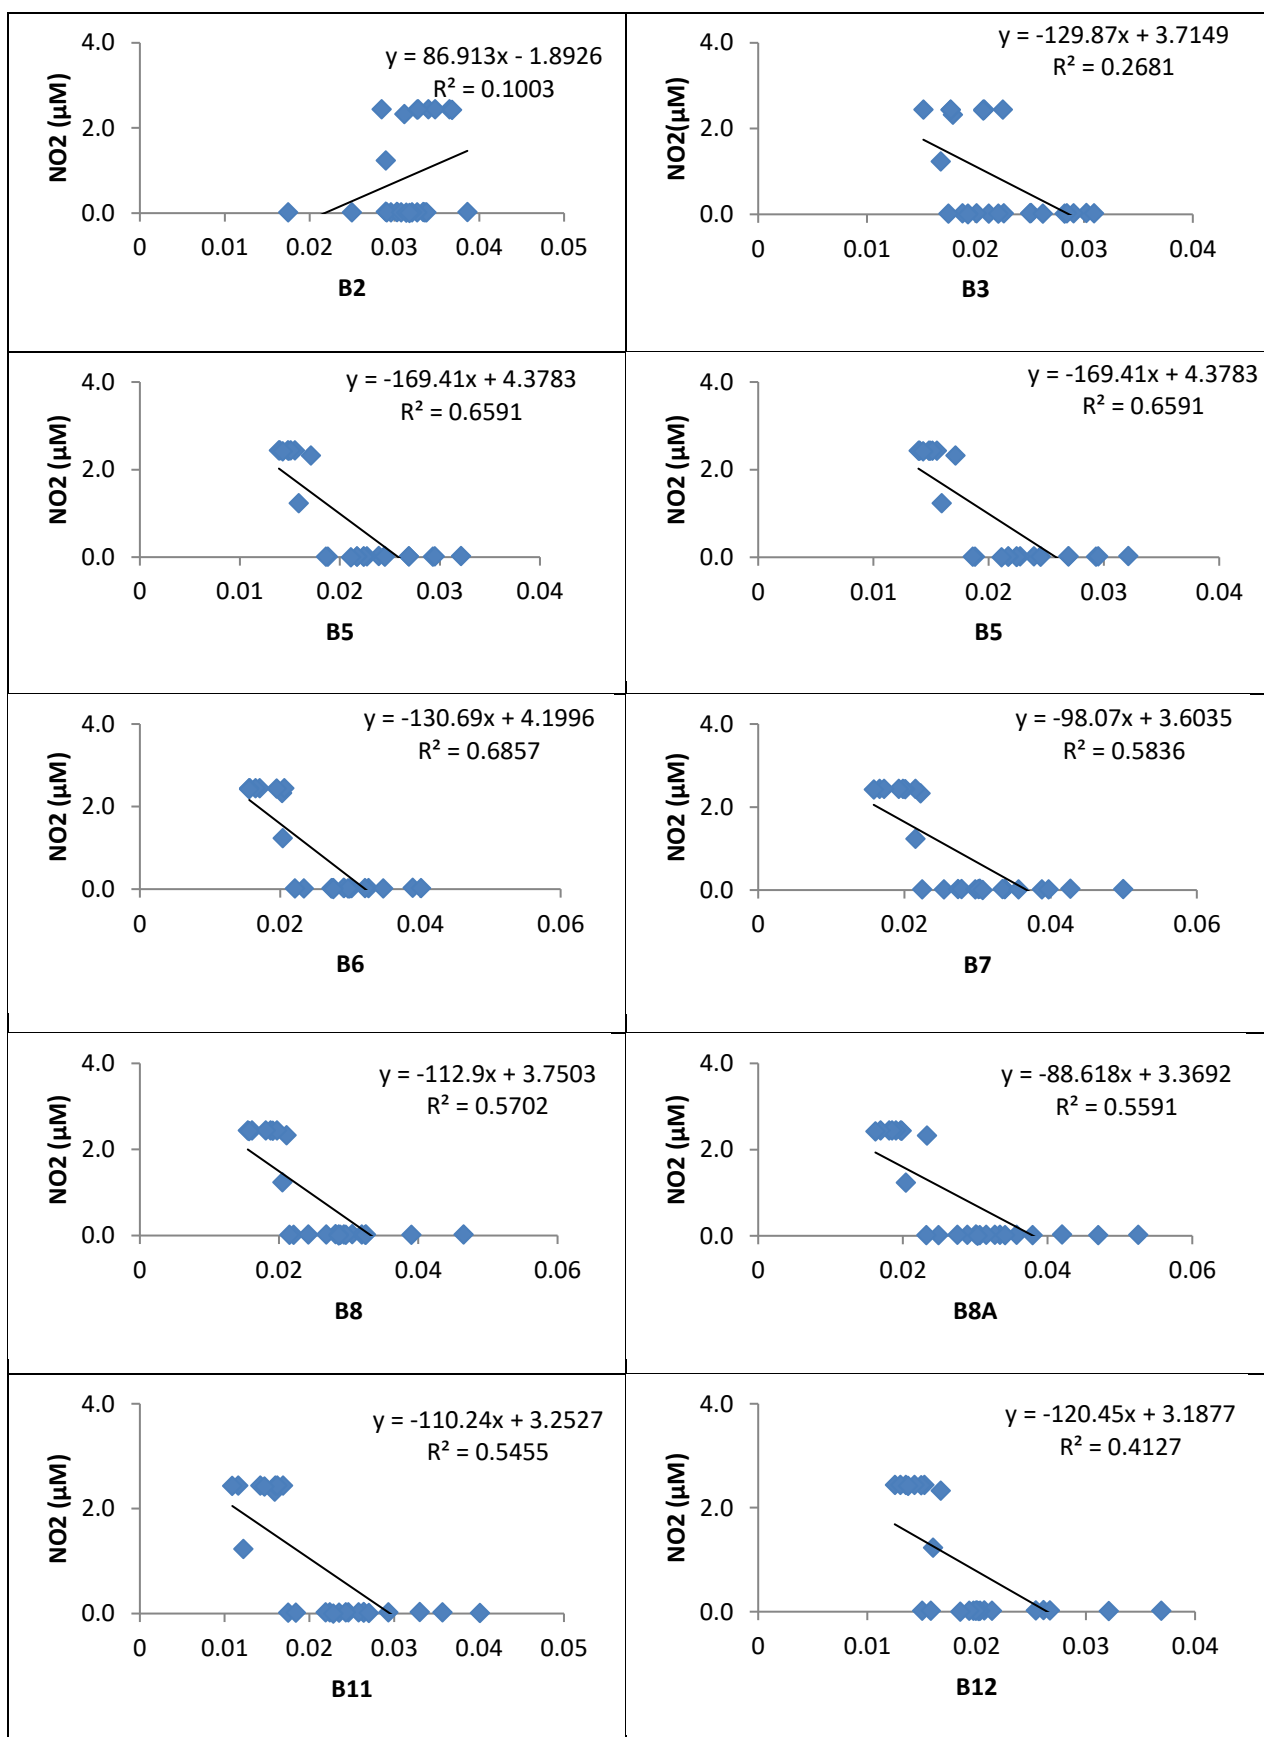 y = 86.913x - 1.8926
R² = 0.1003
NO2 (µM)
4.0
2.0
0.0
0 0.01 0.02 0.03 0.04 0.05
B2
y = -129.87x + 3.7149
R² = 0.2681
NO2(µM)
4.0
2.0
0.0
0 0.01 0.02 0.03 0.04
B3
y = -169.41x + 4.3783
R² = 0.6591
NO2 (µM)
4.0
2.0
0.0
0 0.01 0.02 0.03 0.04
B5
y = -169.41x + 4.3783
R² = 0.6591
NO2 (µM)
4.0
2.0
0.0
0 0.01 0.02 0.03 0.04
B5
y = -130.69x + 4.1996
R² = 0.6857
NO2 (µM)
4.0
2.0
0.0
0 0.02 0.04 0.06
B6
y = -98.07x + 3.6035
R² = 0.5836
NO2 (µM)
4.0
2.0
0.0
0 0.02 0.04 0.06
B7
y = -112.9x + 3.7503
R² = 0.5702
NO2 (µM)
4.0
2.0
0.0
0 0.02 0.04 0.06
B8
y = -88.618x + 3.3692
R² = 0.5591
NO2 (µM)
4.0
2.0
0.0
0 0.02 0.04 0.06
B8A
y = -110.24x + 3.2527
R² = 0.5455
NO2 (µM)
4.0
2.0
0.0
0 0.01 0.02 0.03 0.04 0.05
B11
y = -120.45x + 3.1877
R² = 0.4127
NO2 (µM)
4.0
2.0
0.0
0 0.01 0.02 0.03 0.04
B12